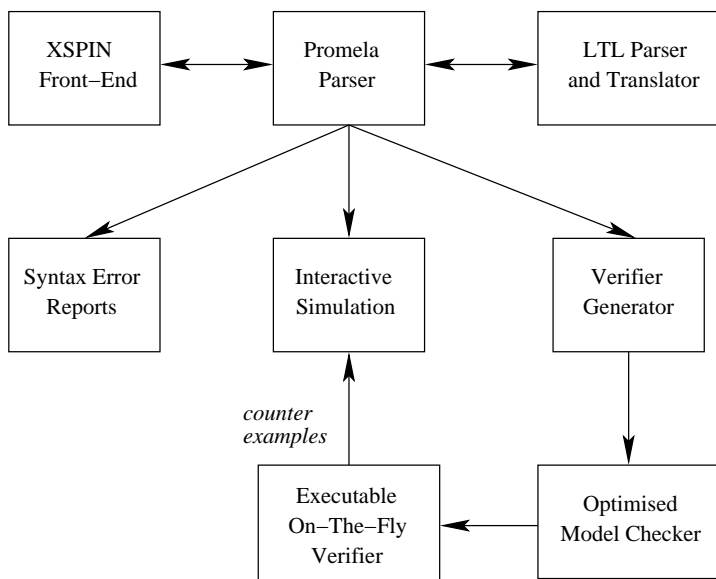 XSPIN
Front−End
Promela
Parser
LTL Parser
and Translator
Syntax Error
Reports
Interactive
Simulation
Verifier
Generator
counter
examples
Executable
On−The−Fly
Verifier
Optimised
Model Checker